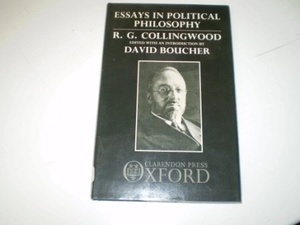 ESSAYS IN POLITICAL
PHILOSOPHY
R. G. COLLINGWOOD
EDITED WITH AN INTRODUCTION BY
DAVID BOUCHER
CLARENDON PRESS
OXFORD